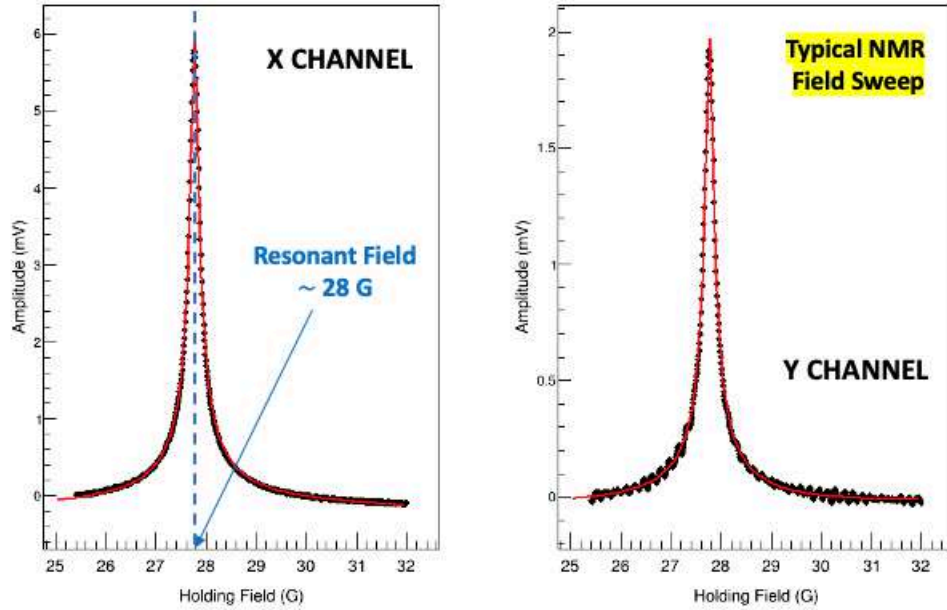 X CHANNEL
Resonant Field
~ 28 G
Amplitude (mV)
6
5
4
3
2
1
0
25 26 27 28 29 30 31 32
Holding Field (G)
Typical NMR
Field Sweep
Y CHANNEL
Amplitude (mV)
2
1.5
1
0.5
0
25 26 27 28 29 30 31 32
Holding Field (G)